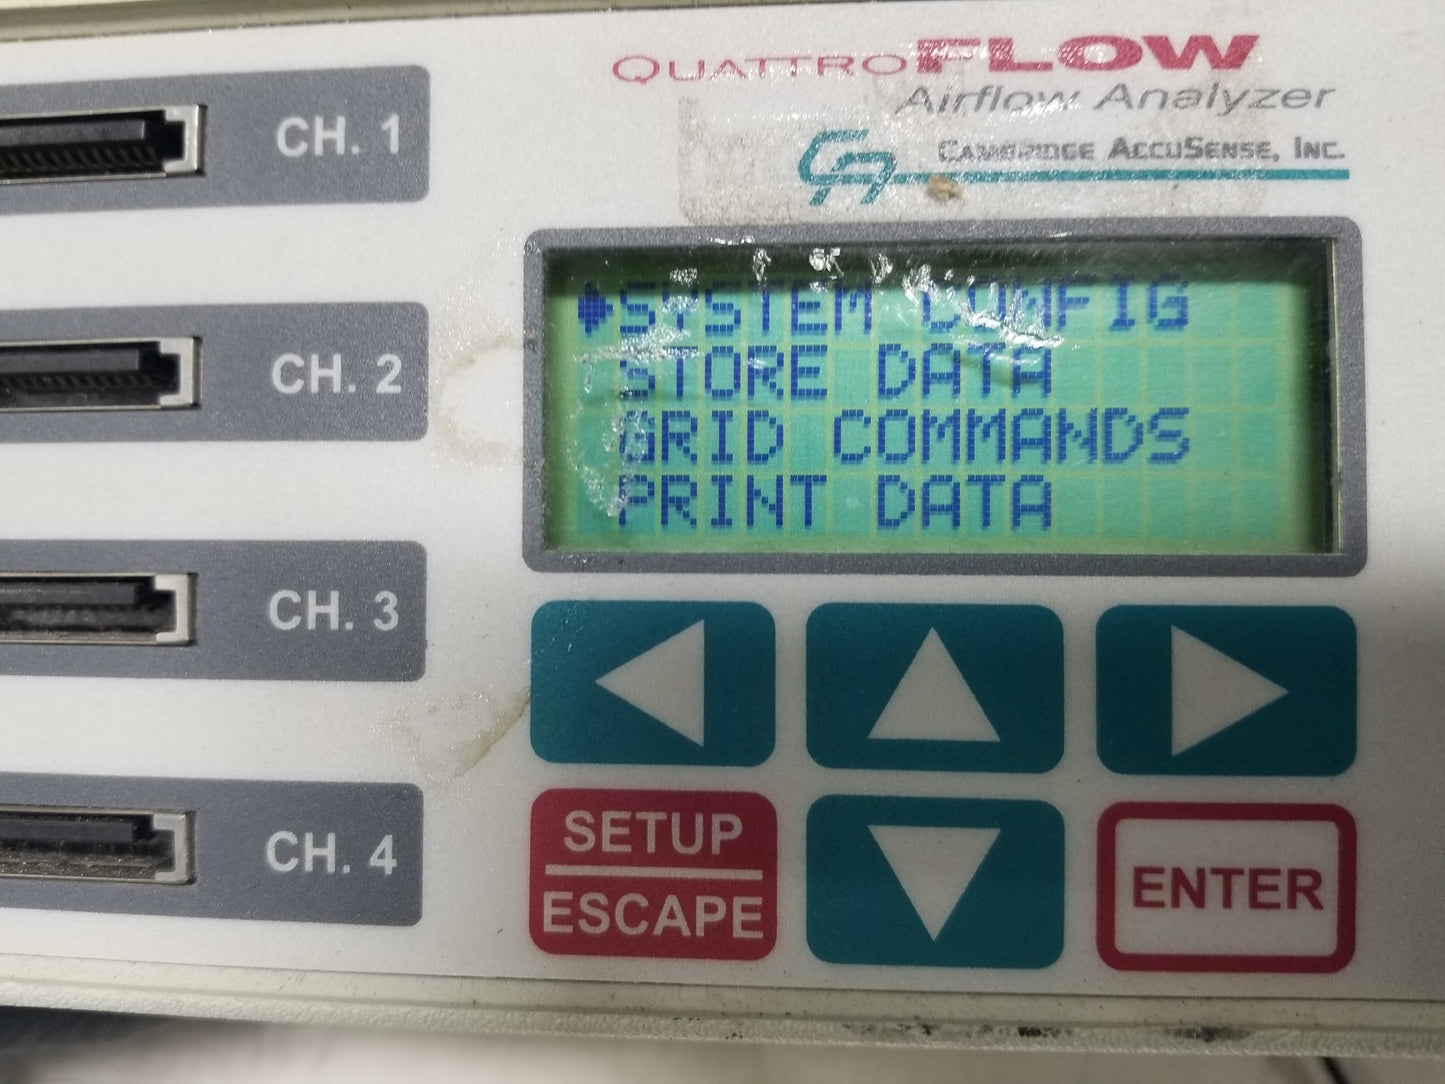 QUATTROFLOW
Airflow Analyzer
CA CAMBRIDGE ACCUSENSE, INC.
CH. 1
CH. 2
CH. 3
CH. 4
SYSTEM CONFIG
STORE DATA
GRID COMMANDS
PRINT DATA
SETUP
ESCAPE
ENTER